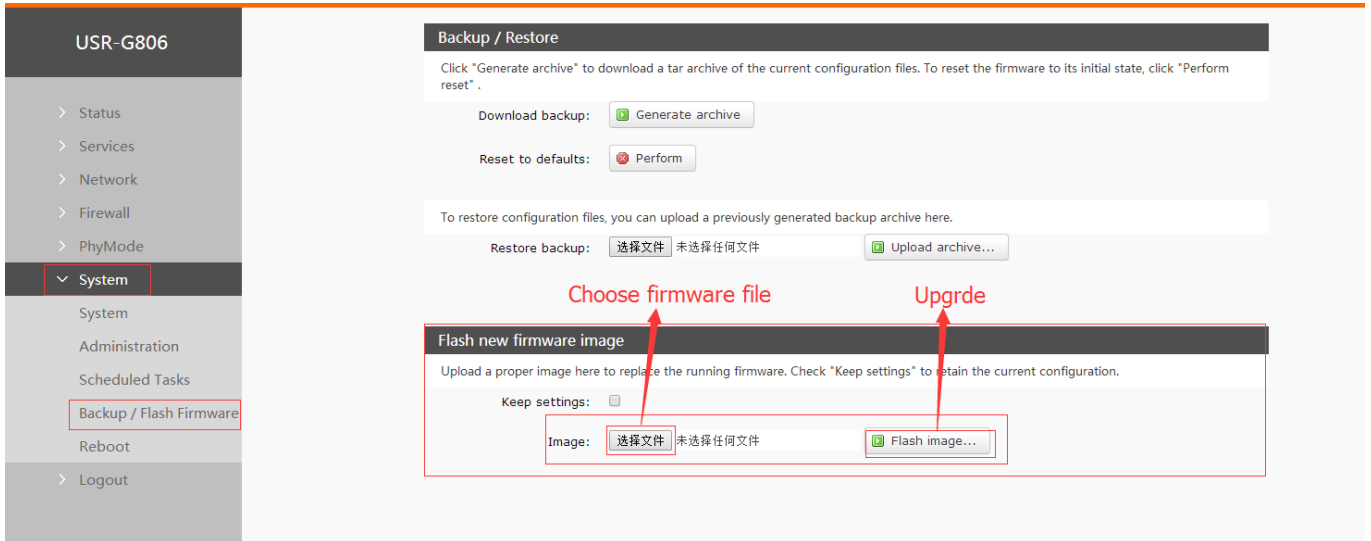 USR-G806
Status
Services
Network
Firewall
PhyMode
System
System
Administration
Scheduled Tasks
Backup / Flash Firmware
Reboot
Logout
Backup / Restore
Click "Generate archive" to download a tar archive of the current configuration files. To reset the firmware to its initial state, click "Perform
reset" .
Download backup: Generate archive
Reset to defaults: Perform
To restore configuration files, you can upload a previously generated backup archive here.
Restore backup: 选择文件 未选择任何文件 Upload archive...
Choose firmware file Upgrde
Flash new firmware image
Upload a proper image here to replace the running firmware. Check "Keep settings" to retain the current configuration.
Keep settings:
Image: 选择文件 未选择任何文件 Flash image...